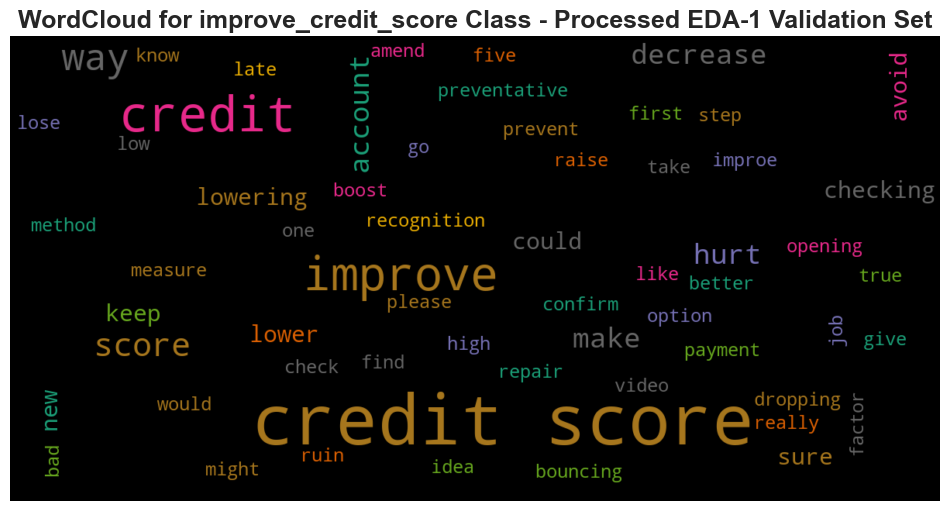 WordCloud for improve_credit_score Class - Processed EDA-1 Validation Set
way
know
late
amend
five
decrease
avoid
credit
account
preventative
lose
low
go
prevent
first
step
raise
take
improe
checking
lowering
boost
method
one
recognition
could
hurt
opening
measure
improve
like
better
true
please
confirm
option
keep
score
lower
high
make
payment
job
give
check
find
repair
video
new
would
credit score
dropping
really
factor
bad
might
ruin
idea
bouncing
sure